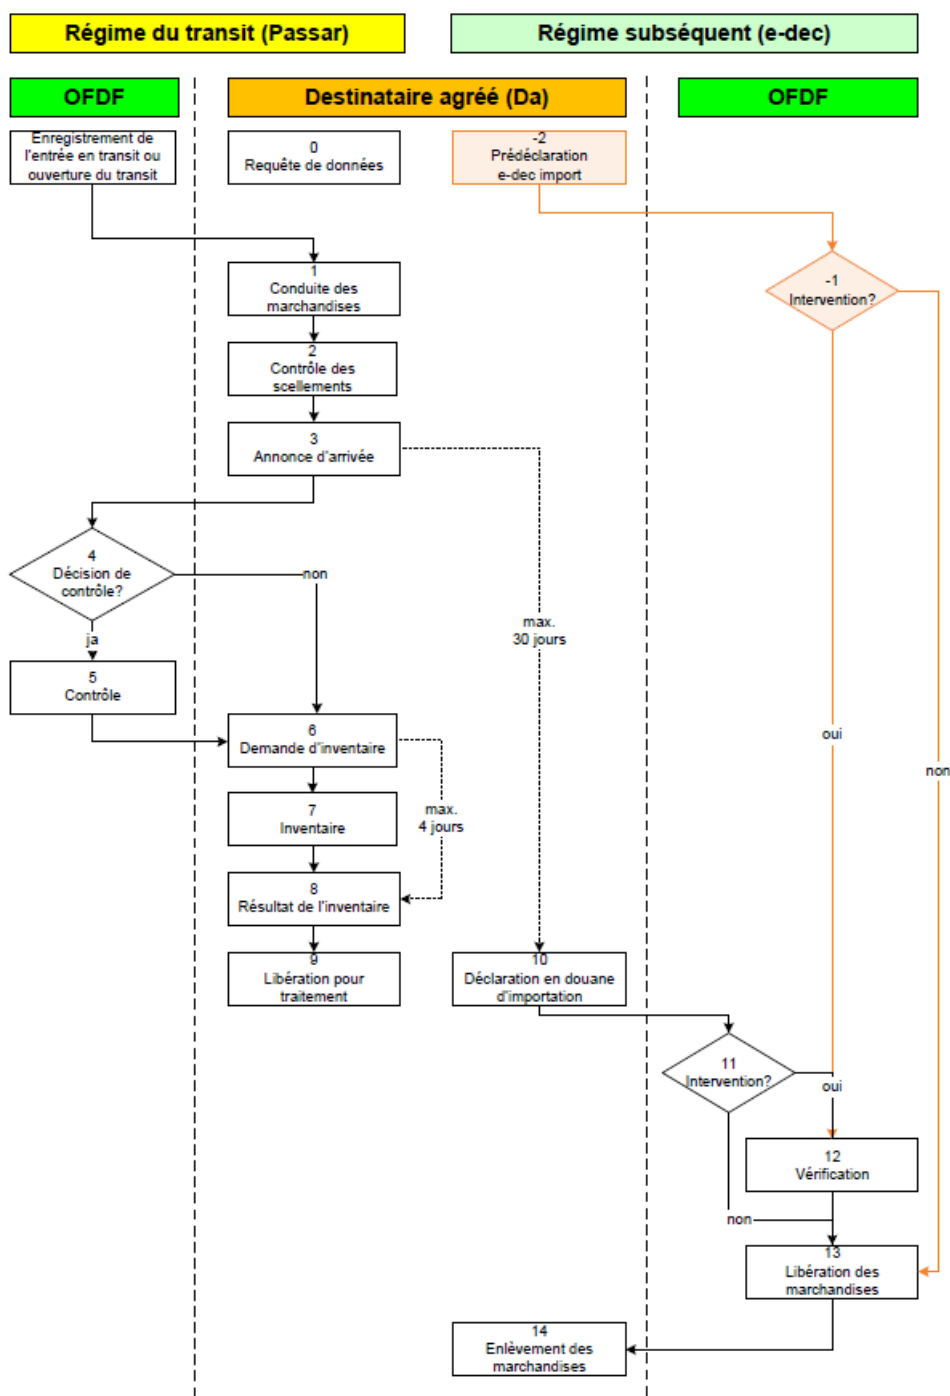 Régime du transit (Passar)
Régime subséquent (e-dec)
OFDF
Destinataire agréé (Da)
OFDF
Enregistrement de
l'entrée en transit ou
ouverture du transit
0
Requête de données
-2
Prédéclaration
e-dec import
1
Conduite des
marchandises
-1
Intervention?
2
Contrôle des
scellements
3
Annonce d'arrivée
4
Décision de
contrôle?
non
ja
max.
30 jours
5
Contrôle
6
Demande d'inventaire
oui
non
7
Inventaire
max.
4 jours
8
Résultat de l'inventaire
9
Libération pour
traitement
10
Déclaration en douane
d'importation
11
Intervention?
oui
12
Vérification
non
13
Libération des
marchandises
14
Enlèvement des
marchandises